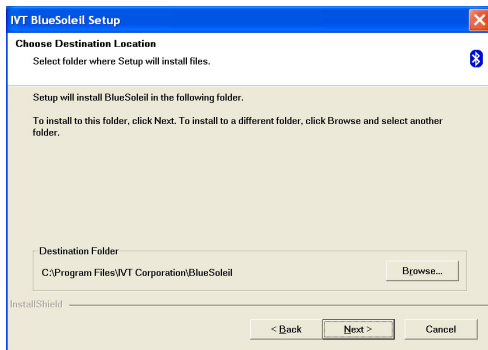 IVT BlueSoleil Setup
Choose Destination Location
Select folder where Setup will install files.
Setup will install BlueSoleil in the following folder.
To install to this folder, click Next. To install to a different folder, click Browse and select another
folder.
Destination Folder
C:\Program Files\IVT Corporation\BlueSoleil
Browse...
InstallShield
< Back
Next >
Cancel